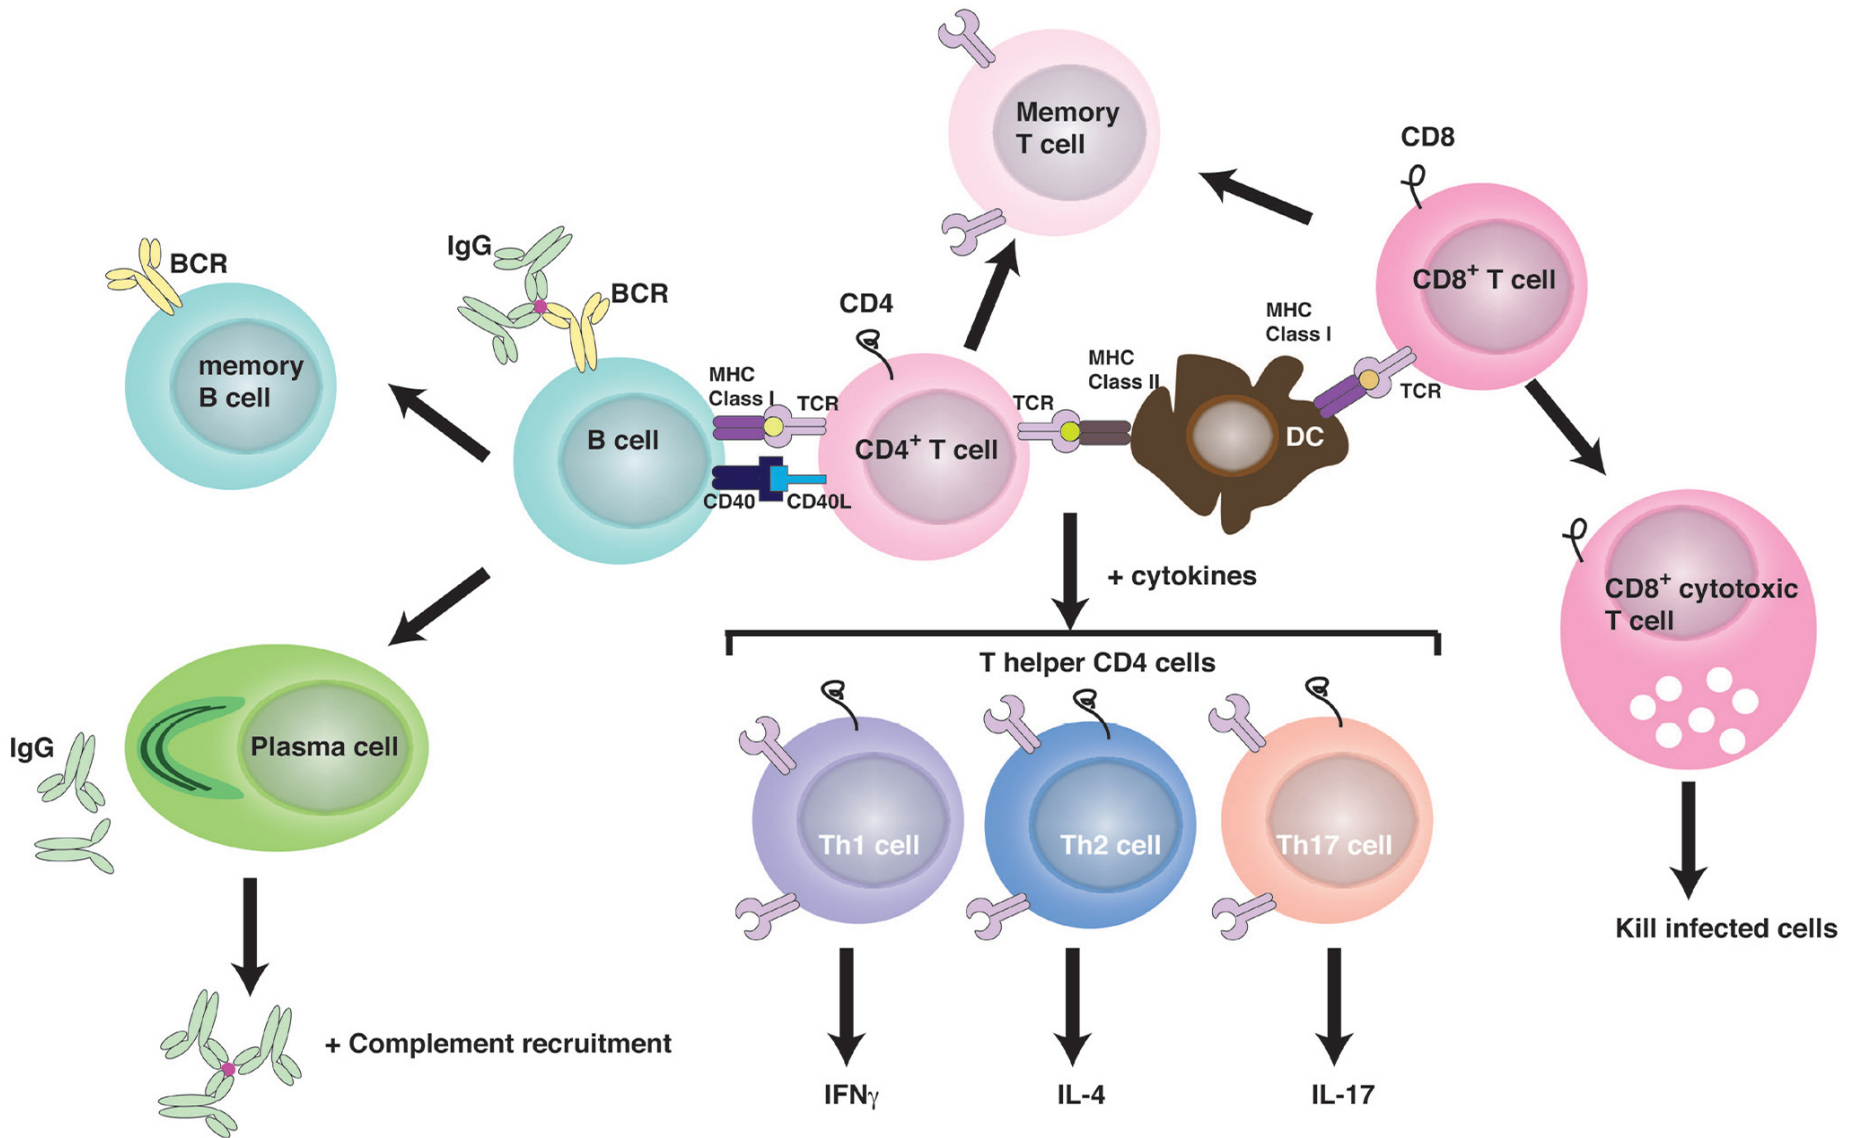 Memory
T cell
CD8
CD8⁺ T cell
IgG
BCR
BCR
memory
B cell
CD4
MHC
Class I
MHC
Class II
MHC
Class I
TCR
TCR
TCR
B cell
CD4⁺ T cell
DC
CD40
CD40L
+ cytokines
CD8⁺ cytotoxic
T cell
T helper CD4 cells
IgG
Plasma cell
Th1 cell
Th2 cell
Th17 cell
Kill infected cells
+ Complement recruitment
IFNγ
IL-4
IL-17